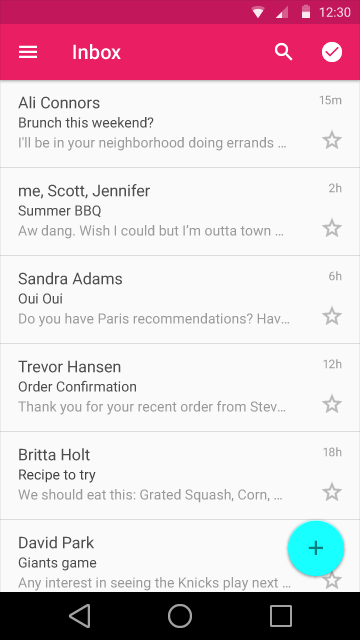 12:30
Inbox
Ali Connors 15m
Brunch this weekend?
I'll be in your neighborhood doing errands ...
me, Scott, Jennifer 2h
Summer BBQ
Aw dang. Wish I could but I'm outta town ...
Sandra Adams 6h
Oui Oui
Do you have Paris recommendations? Hav...
Trevor Hansen 12h
Order Confirmation
Thank you for your recent order from Stev...
Britta Holt 18h
Recipe to try
We should eat this: Grated Squash, Corn, ...
David Park
Giants game
Any interest in seeing the Knicks play next ...